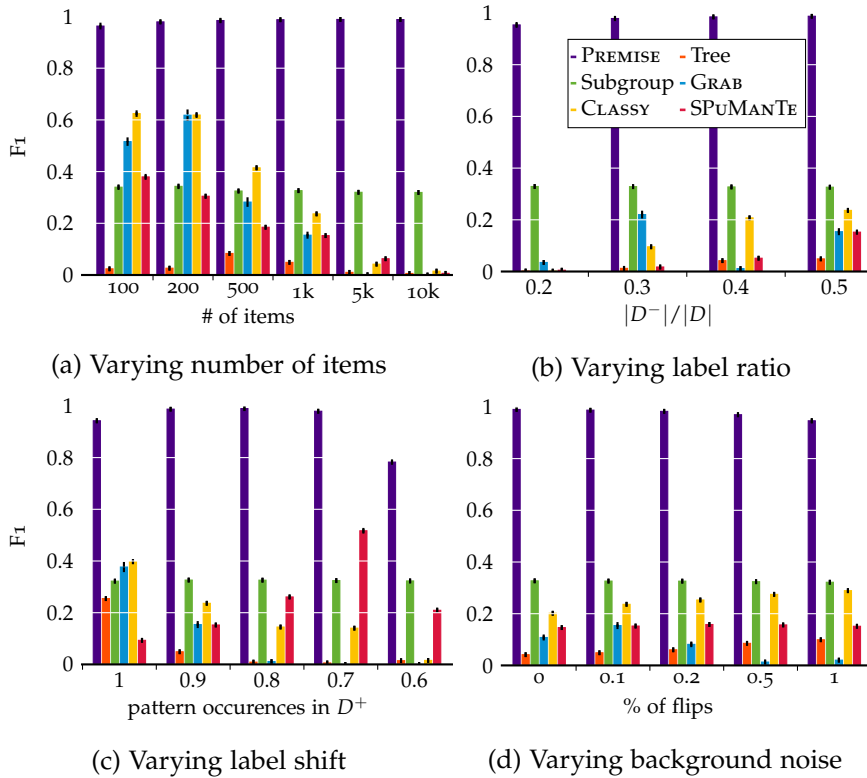 1
0.8
0.6
0.4
0.2
0
F1
100 200 500 1k 5k 10k
# of items
(a) Varying number of items
1
0.8
0.6
0.4
0.2
0
PREMISE Tree
Subgroup GRAB
CLASSY SPUMANTE
0.2 0.3 0.4 0.5
|D⁻|/|D|
(b) Varying label ratio
1
0.8
0.6
0.4
0.2
0
F1
1 0.9 0.8 0.7 0.6
pattern occurences in D⁺
(c) Varying label shift
1
0.8
0.6
0.4
0.2
0
0 0.1 0.2 0.5 1
% of flips
(d) Varying background noise